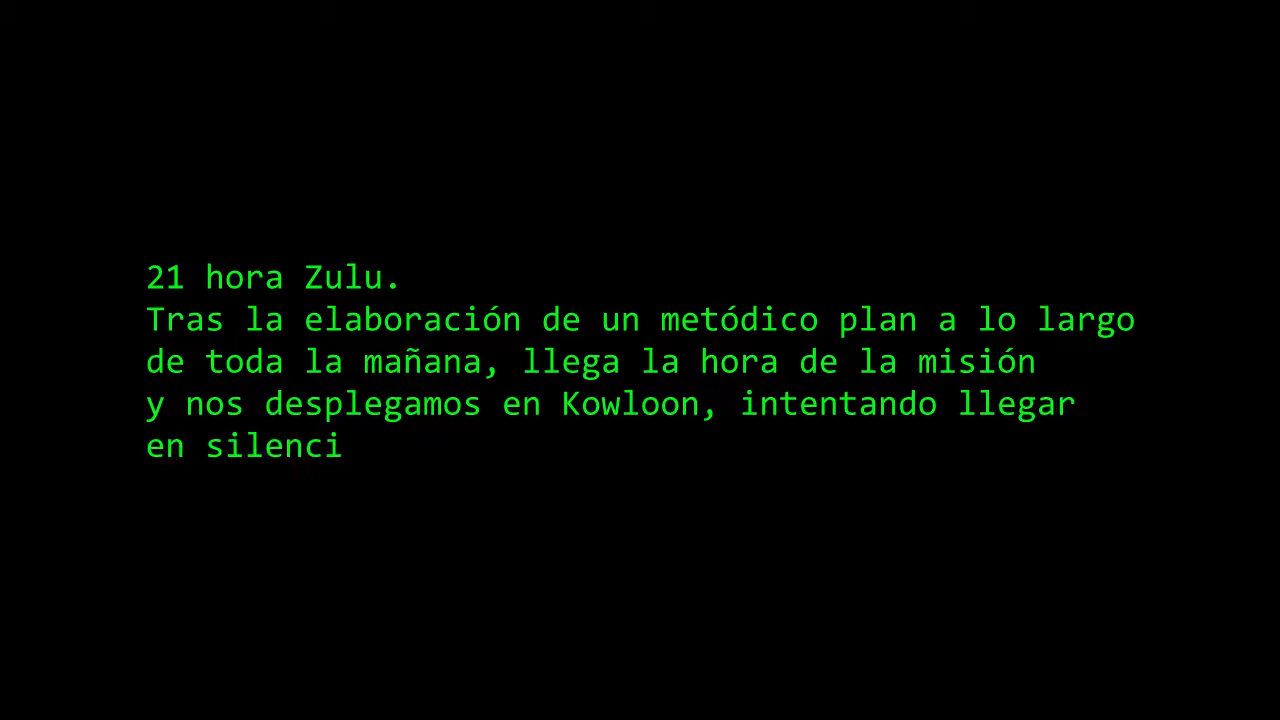 21 hora Zulu.
Tras la elaboración de un metódico plan a lo largo
de toda la mañana, llega la hora de la misión
y nos desplegamos en Kowloon, intentando llegar
en silenci